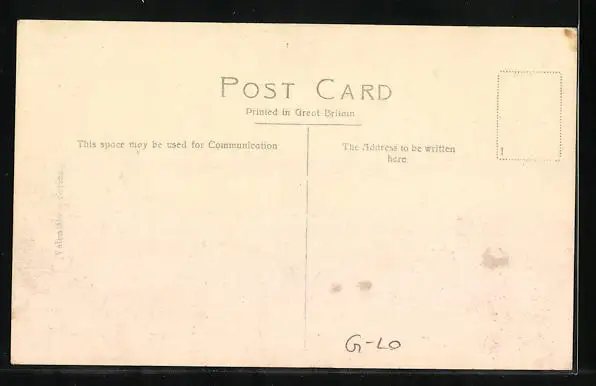 POST CARD
Printed in Great Britain
This space may be used for Communication
The Address to be written
here
G-LO